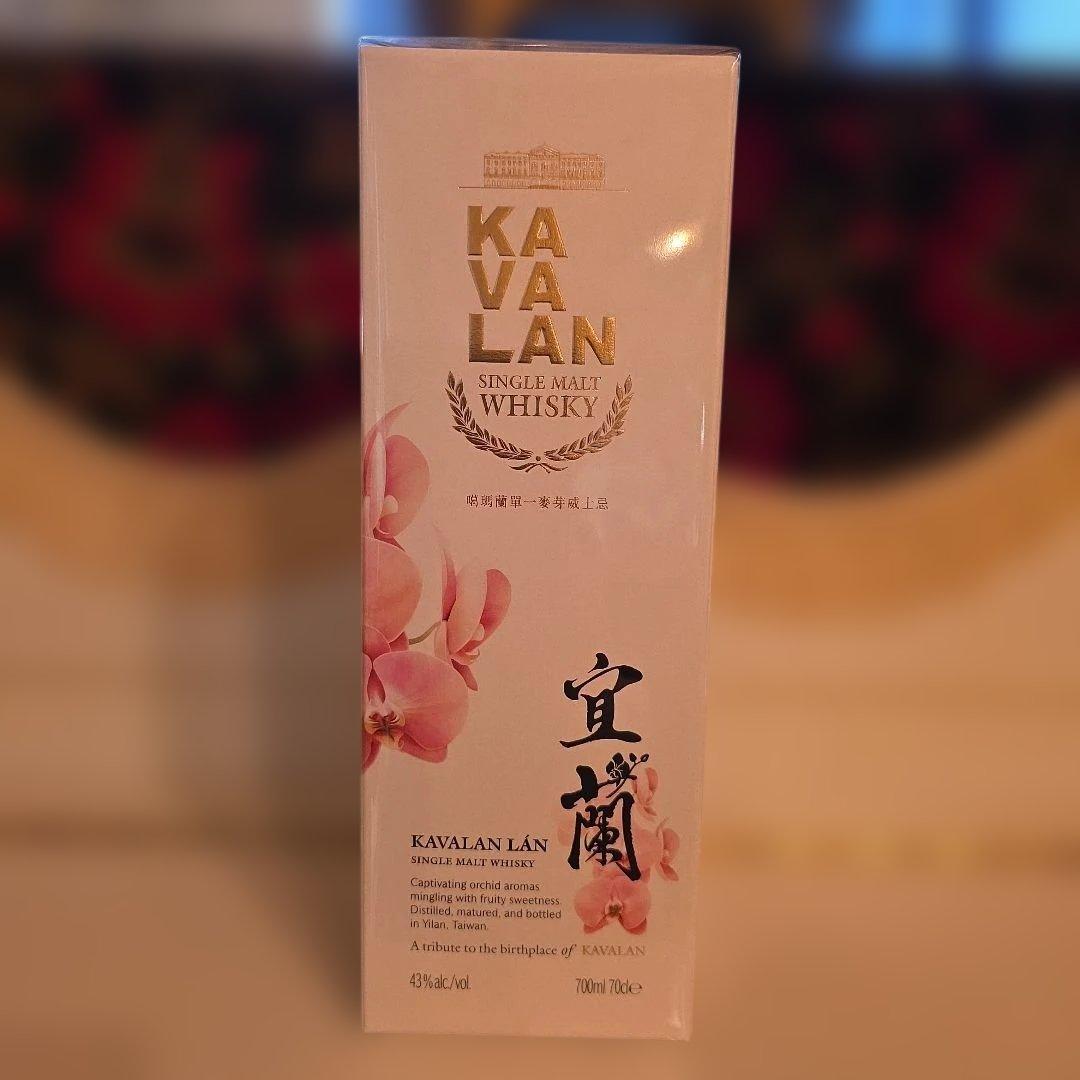 KA
VA
LAN
SINGLE MALT
WHISKY
噶瑪蘭單一麥芽威士忌
宜
蘭
KAVALAN LÁN
SINGLE MALT WHISKY
Captivating orchid aromas
mingling with fruity sweetness.
Distilled, matured, and bottled
in Yilan, Taiwan.
A tribute to the birthplace of KAVALAN
43% alc./vol.
700ml 70cl℮